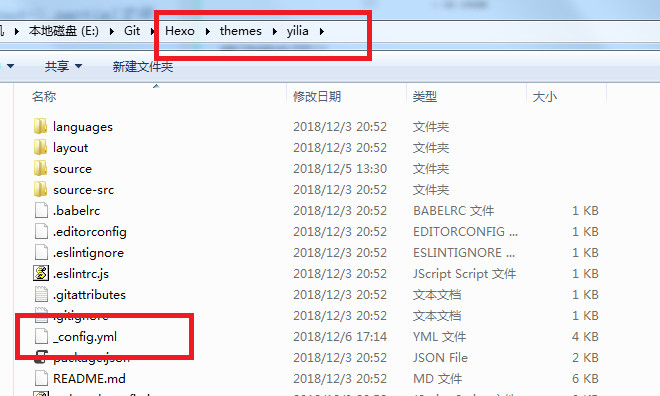 本地磁盘 (E:) Git Hexo themes yilia
共享 新建文件夹
名称 修改日期 类型 大小
languages 2018/12/3 20:52 文件夹
layout 2018/12/3 20:52 文件夹
source 2018/12/5 13:30 文件夹
source-src 2018/12/3 20:52 文件夹
.babelrc 2018/12/3 20:52 BABELRC 文件 1 KB
.editorconfig 2018/12/3 20:52 EDITORCONFIG ... 1 KB
.eslintignore 2018/12/3 20:52 ESLINTIGNORE ... 1 KB
.eslintrc.js 2018/12/3 20:52 JScript Script 文件 1 KB
.gitattributes 2018/12/3 20:52 文本文档 1 KB
.gitignore 2018/12/3 20:52 文本文档 1 KB
_config.yml 2018/12/6 17:14 YML 文件 4 KB
package.json 2018/12/3 20:52 JSON File 2 KB
README.md 2018/12/3 20:52 MD 文件 6 KB